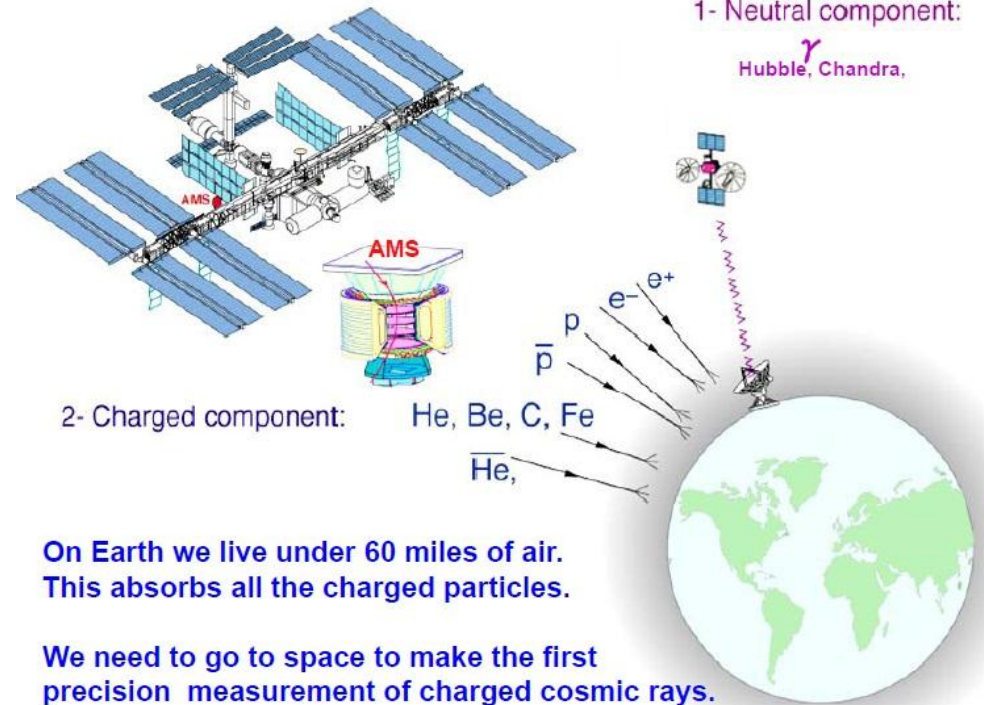 1- Neutral component:
γ
Hubble, Chandra,
AMS
AMS
e⁻ e⁺
p
p̅
2- Charged component: He, Be, C, Fe
H̅e̅,
On Earth we live under 60 miles of air.
This absorbs all the charged particles.
We need to go to space to make the first
precision measurement of charged cosmic rays.